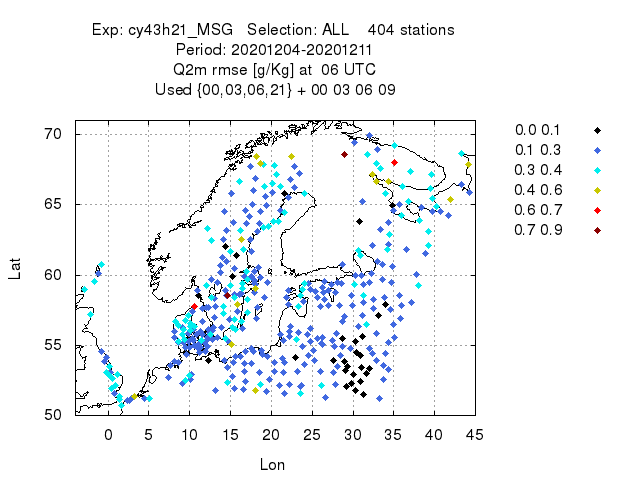 Exp: cy43h21_MSG   Selection: ALL    404 stations
Period: 20201204-20201211
Q2m rmse [g/Kg] at  06 UTC
Used {00,03,06,21} + 00 03 06 09
0.0 0.1
0.1 0.3
0.3 0.4
0.4 0.6
0.6 0.7
0.7 0.9
70
65
60
55
50
Lat
0 5 10 15 20 25 30 35 40 45
Lon